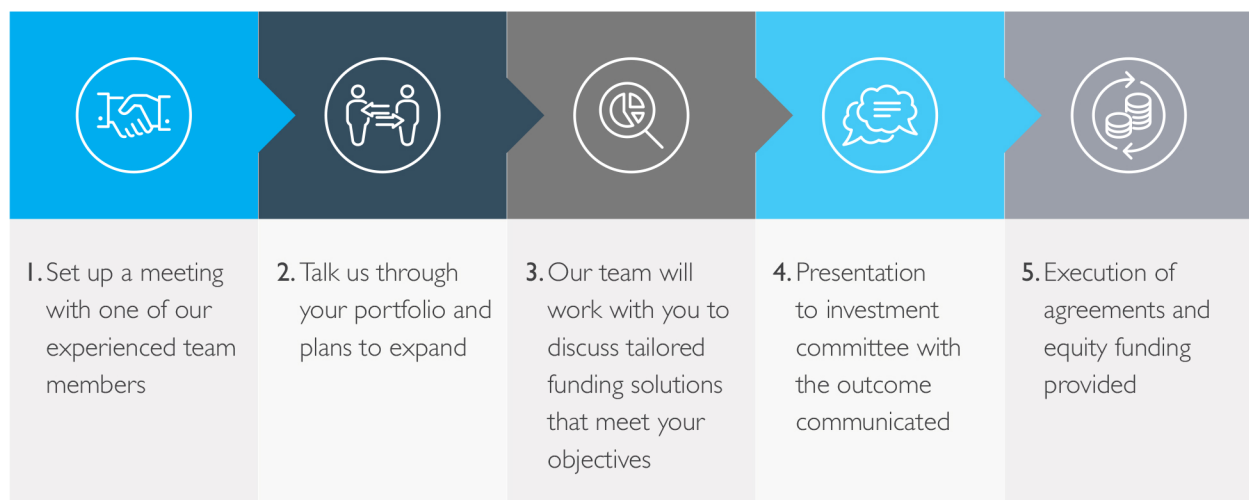 1. Set up a meeting
with one of our
experienced team
members
2. Talk us through
your portfolio and
plans to expand
3. Our team will
work with you to
discuss tailored
funding solutions
that meet your
objectives
4. Presentation
to investment
committee with
the outcome
communicated
5. Execution of
agreements and
equity funding
provided